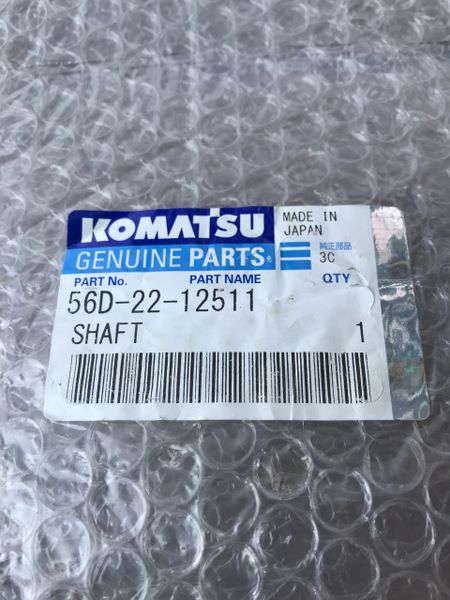 KOMATSU
MADE IN
JAPAN
GENUINE PARTS
純正部品
3C
PART No. PART NAME QTY
56D-22-12511
SHAFT 1